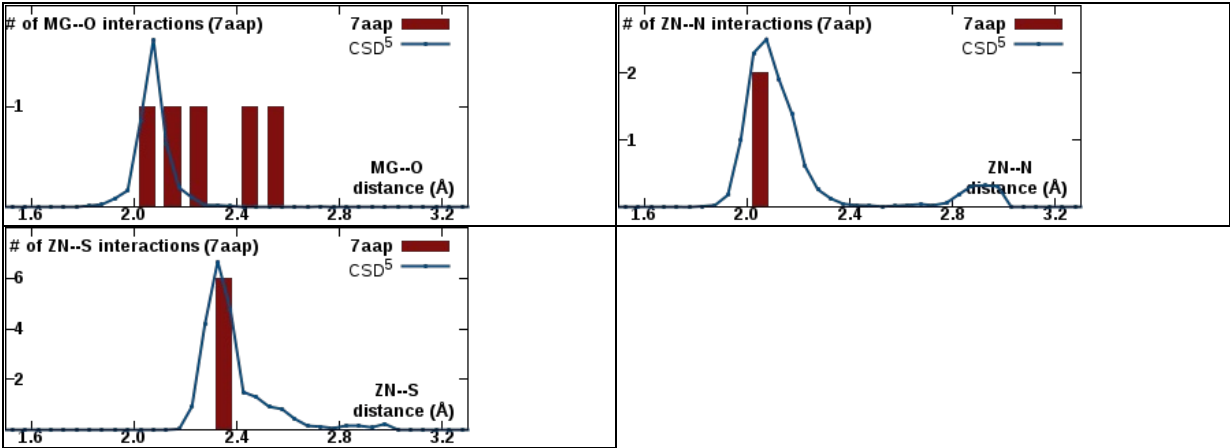 # of MG--O interactions (7aap)
7aap
CSD5
1
MG--O
distance (Å)
1.6 2.0 2.4 2.8 3.2
# of ZN--N interactions (7aap)
7aap
CSD5
2
1
ZN--N
distance (Å)
1.6 2.0 2.4 2.8 3.2
# of ZN--S interactions (7aap)
7aap
CSD5
6
4
2
ZN--S
distance (Å)
1.6 2.0 2.4 2.8 3.2